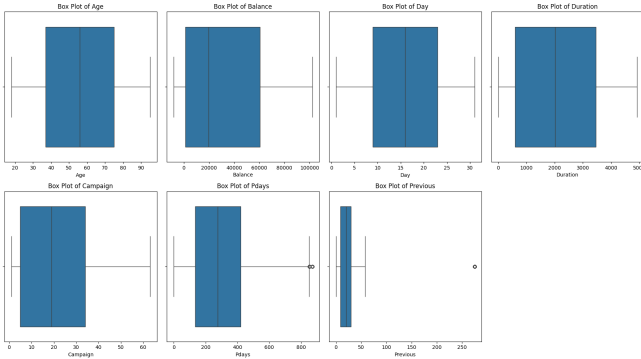 Box Plot of Age
20 30 40 50 60 70 80 90
Age
Box Plot of Balance
0 20000 40000 60000 80000 100000
Balance
Box Plot of Day
0 5 10 15 20 25 30
Day
Box Plot of Duration
0 1000 2000 3000 4000 5000
Duration
Box Plot of Campaign
0 10 20 30 40 50 60
Campaign
Box Plot of Pdays
0 200 400 600 800
Pdays
Box Plot of Previous
0 50 100 150 200 250
Previous